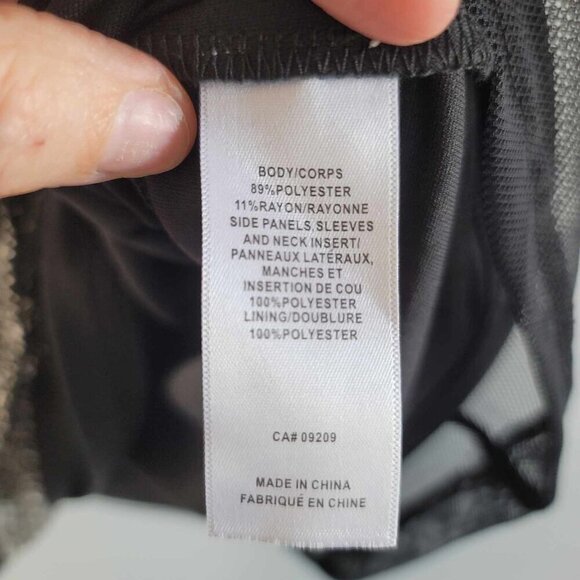 BODY/CORPS
89%POLYESTER
11%RAYON/RAYONNE
SIDE PANELS,SLEEVES
AND NECK INSERT/
PANNEAUX LATÉRAUX,
MANCHES ET
INSERTION DE COU
100%POLYESTER
LINING/DOUBLURE
100%POLYESTER
CA# 09209
MADE IN CHINA
FABRIQUÉ EN CHINE